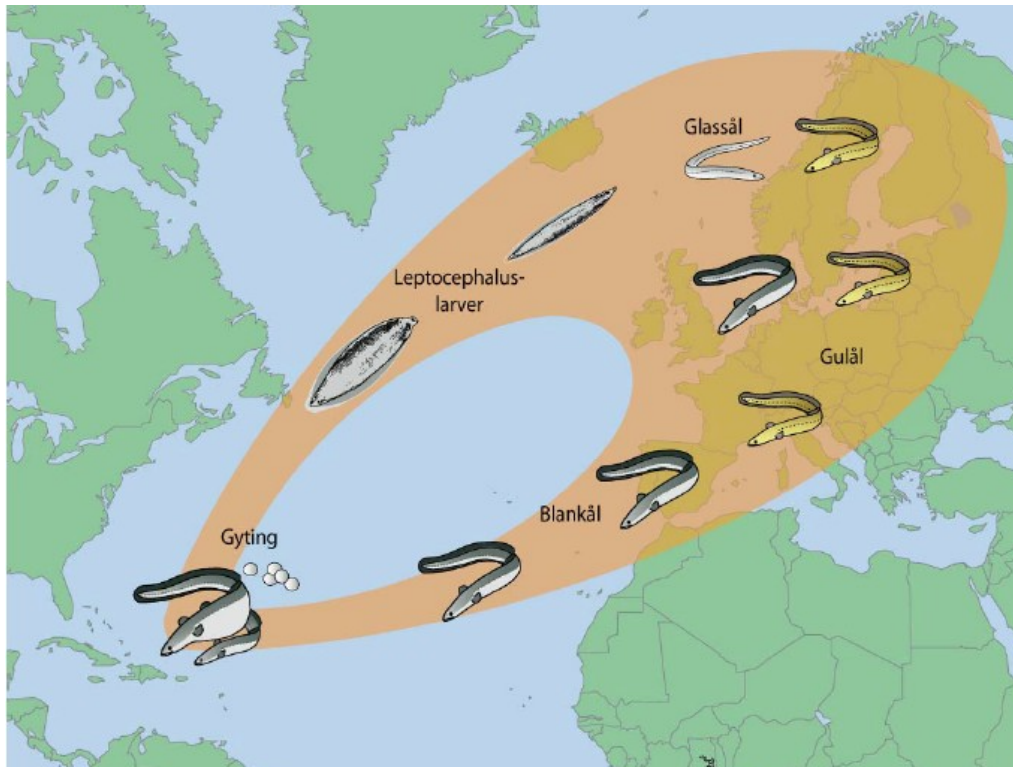 Glassål
Leptocephalus-
larver
Gulål
Blankål
Gyting